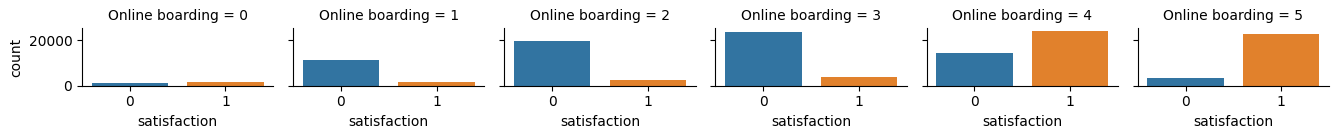 Online boarding = 0 Online boarding = 1 Online boarding = 2 Online boarding = 3 Online boarding = 4 Online boarding = 5
20000
count
0
0 1 0 1 0 1 0 1 0 1 0 1
satisfaction satisfaction satisfaction satisfaction satisfaction satisfaction